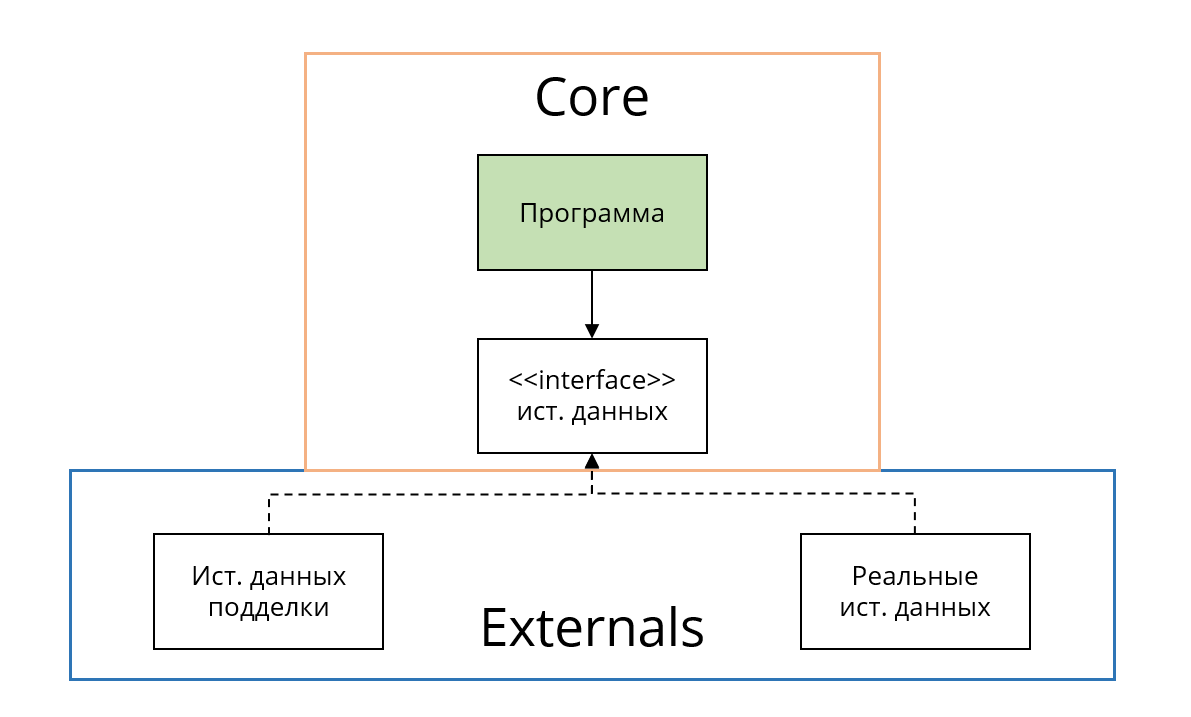 Core
Программа
<<interface>>
ист. данных
Ист. данных
подделки
Реальные
ист. данных
Externals